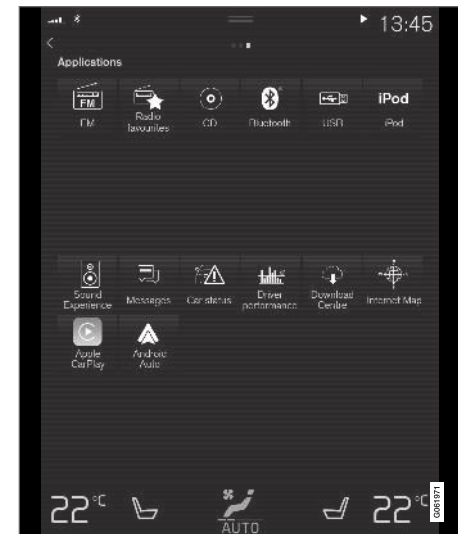 13:45
Applications
FM
iPod
FM
Radio
favourites
CD
Bluetooth
USB
iPod
Sound
Experience
Messages
Car status
Driver
performance
Download
Centre
Internet Map
Apple
CarPlay
Android
Auto
22°C
22°C
AUTO
G061971